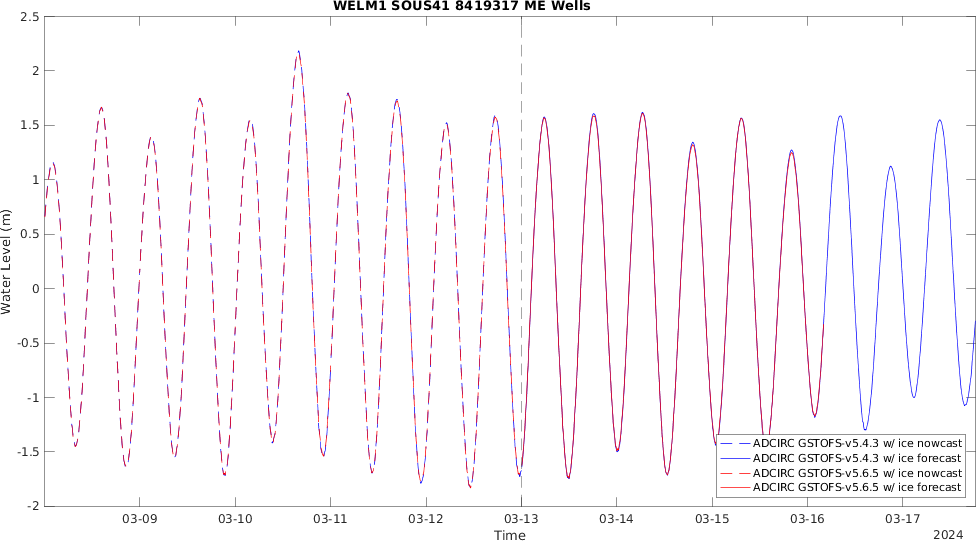 WELM1 SOUS41 8419317 ME Wells
Water Level (m)
2.5
2
1.5
1
0.5
0
-0.5
-1
-1.5
-2
ADCIRC GSTOFS-v5.4.3 w/ ice nowcast
ADCIRC GSTOFS-v5.4.3 w/ ice forecast
ADCIRC GSTOFS-v5.6.5 w/ ice nowcast
ADCIRC GSTOFS-v5.6.5 w/ ice forecast
03-09 03-10 03-11 03-12 03-13 03-14 03-15 03-16 03-17
Time
2024